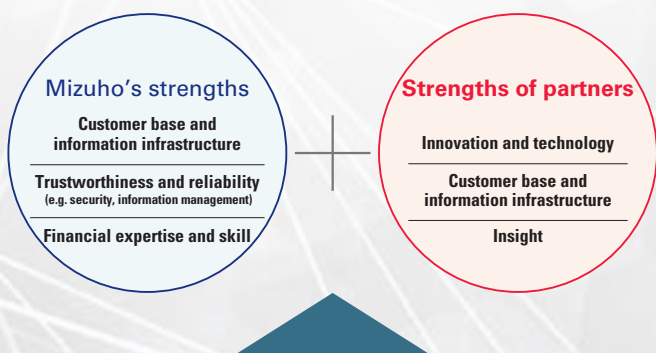 Mizuho’s strengths
Customer base and
information infrastructure
Trustworthiness and reliability
(e.g. security, information management)
Financial expertise and skill
Strengths of partners
Innovation and technology
Customer base and
information infrastructure
Insight